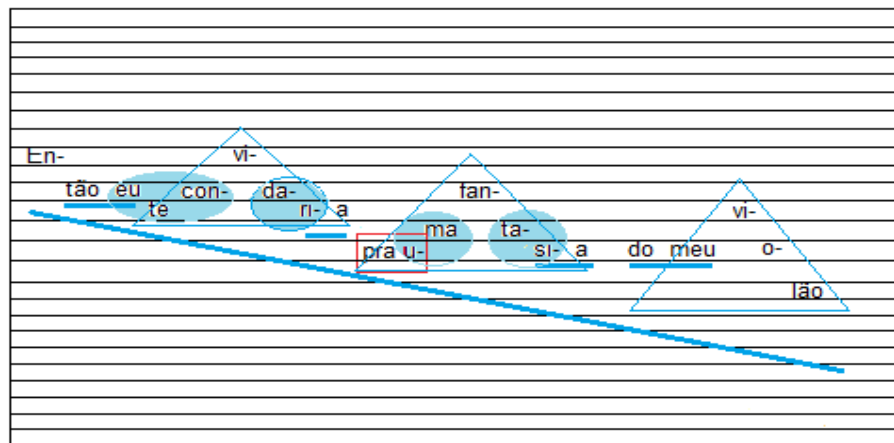 En- tão eu te con- vi- da- ri- a pra u- ma fan- ta- si- a do meu vi- o- lão